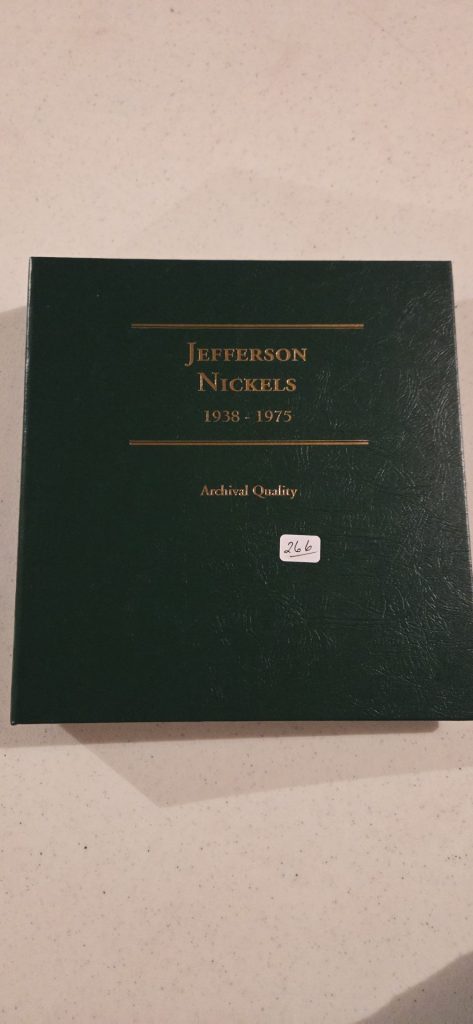 JEFFERSON
NICKELS
1938 - 1975
Archival Quality
266